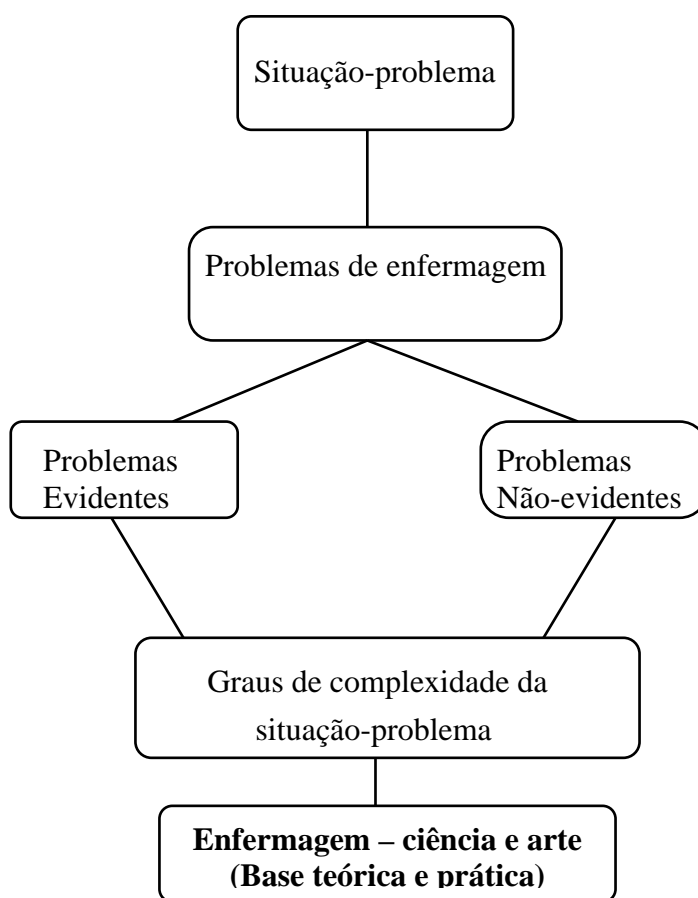 Situação-problema
Problemas de enfermagem
Problemas
Evidentes
Problemas
Não-evidentes
Graus de complexidade da
situação-problema
Enfermagem – ciência e arte
(Base teórica e prática)